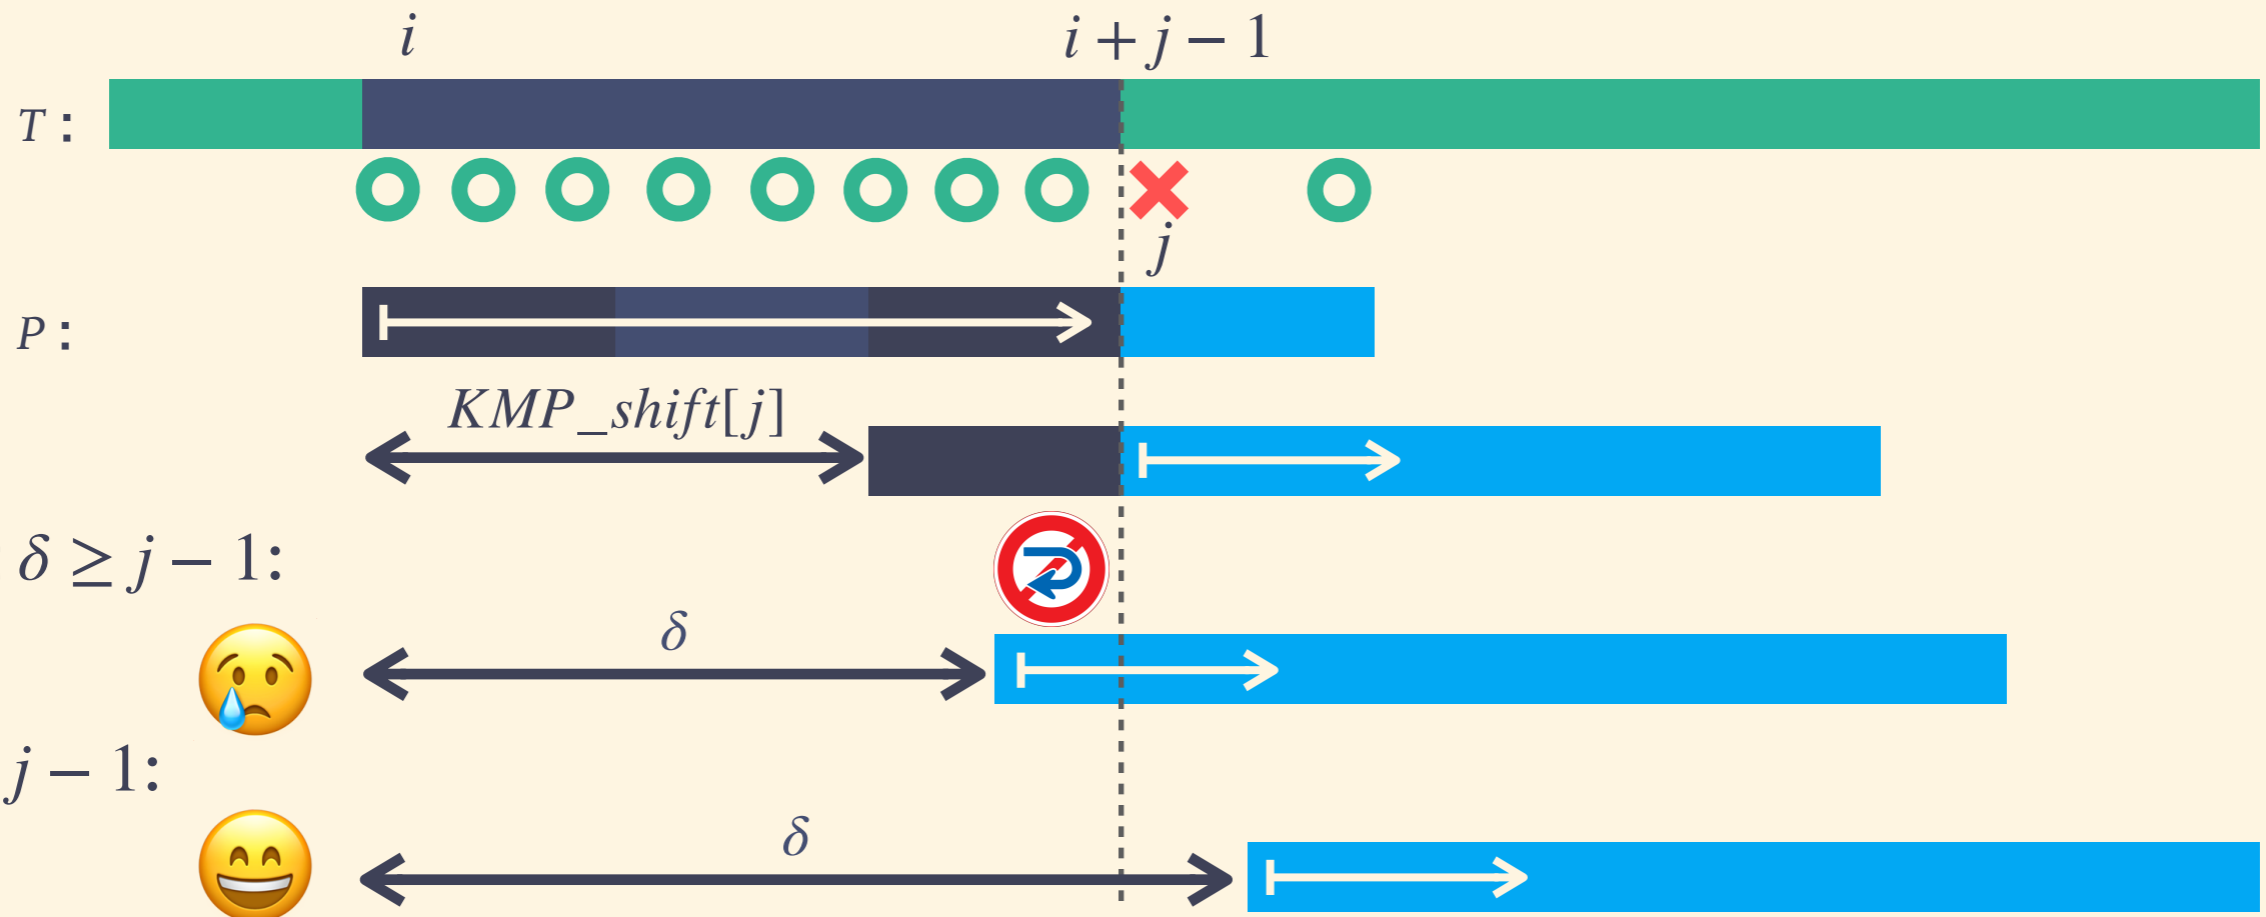 i
i + j − 1
T :
j
P :
KMP_shift[j]
δ ≥ j − 1:
δ
j − 1:
δ